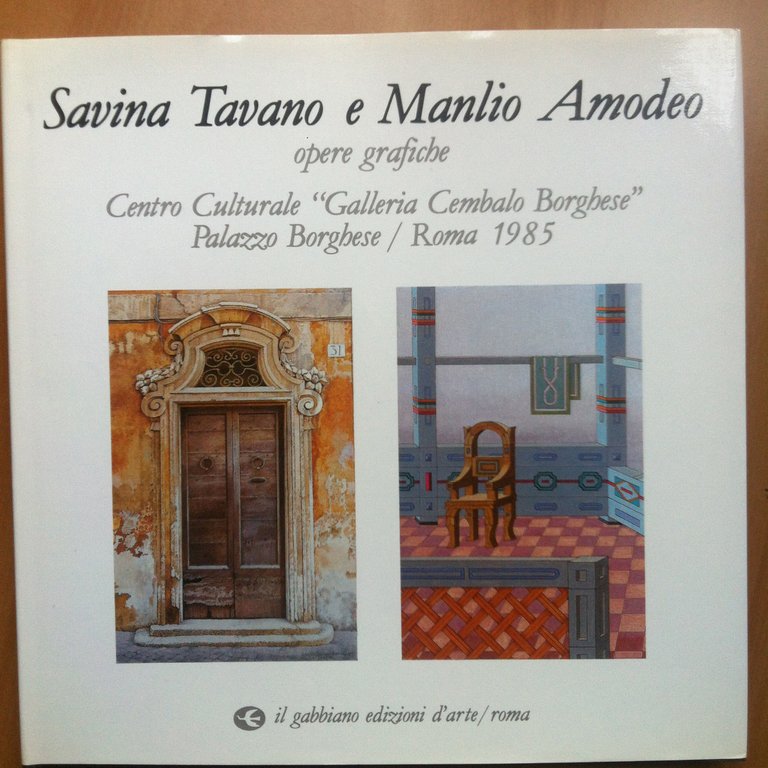 Savina Tavano e Manlio Amodeo
opere grafiche
Centro Culturale “Galleria Cembalo Borghese”
Palazzo Borghese / Roma 1985
31
il gabbiano edizioni d'arte/roma